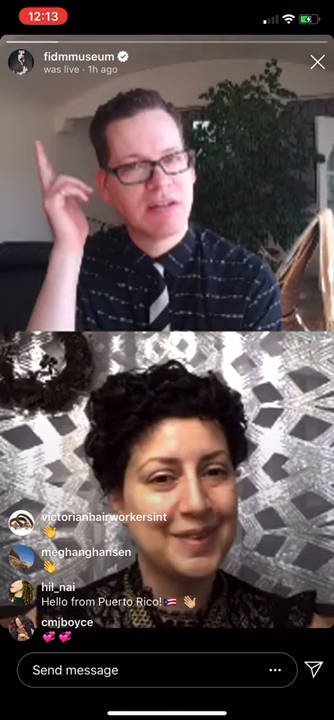 12:13
fidmmuseum
was live · 1h ago
victorianhairworkersint
👋
meghanghansen
👋
hil_nai
Hello from Puerto Rico!🇵🇷 👋🏼
cmjboyce
💞💞
Send message